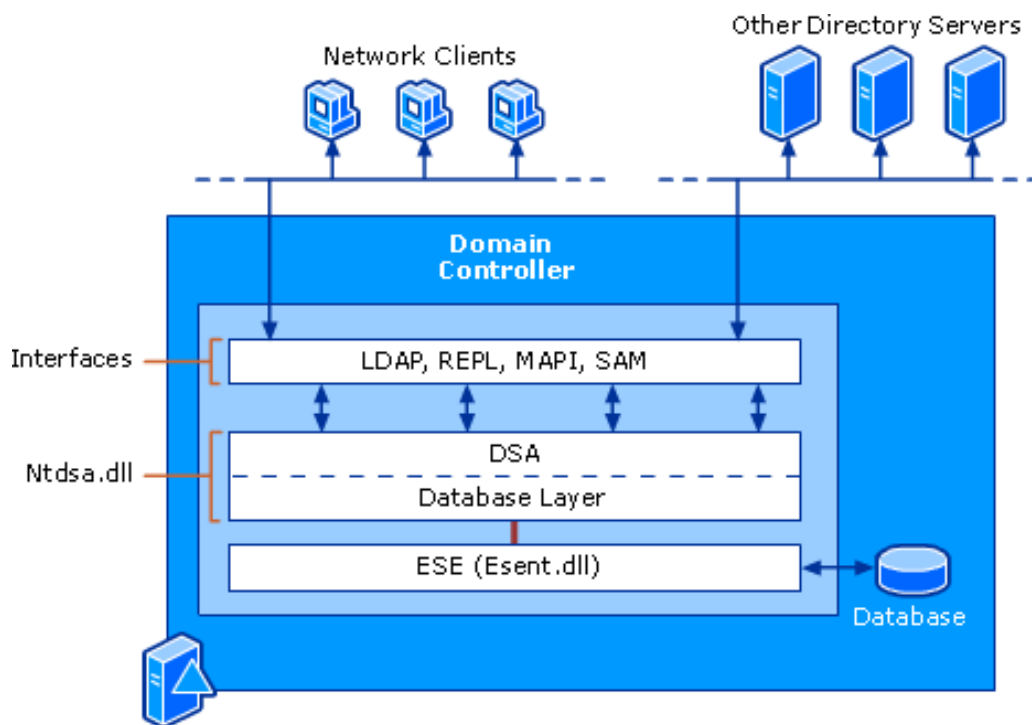 Other Directory Servers
Network Clients
Domain
Controller
Interfaces
LDAP, REPL, MAPI, SAM
Ntdsa.dll
DSA
Database Layer
ESE (Esent.dll)
Database